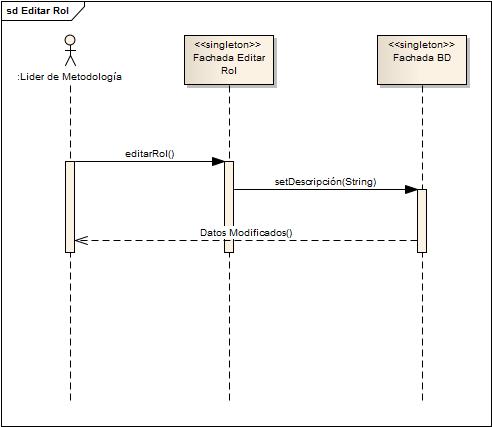 sd Editar Rol
<<singleton>>
Fachada Editar
Rol
<<singleton>>
Fachada BD
:Lider de Metodología
editarRol()
setDescripción(String)
Datos Modificados()